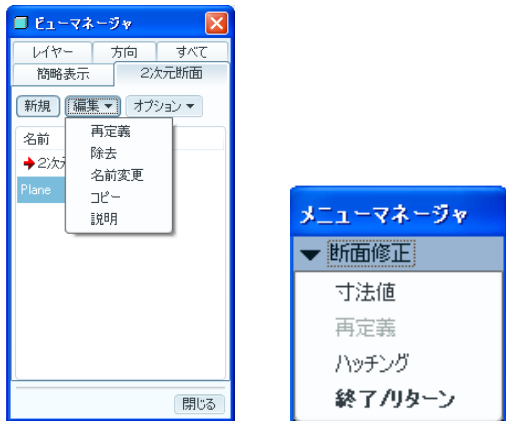 ビューマネージャ
レイヤー 方向 すべて
簡略表示 2次元断面
新規 編集 オプション
名前
再定義
除去
2次元
名前変更
Plane
コピー
説明
閉じる
メニューマネージャ
断面修正
寸法値
再定義
ハッチング
終了/リターン